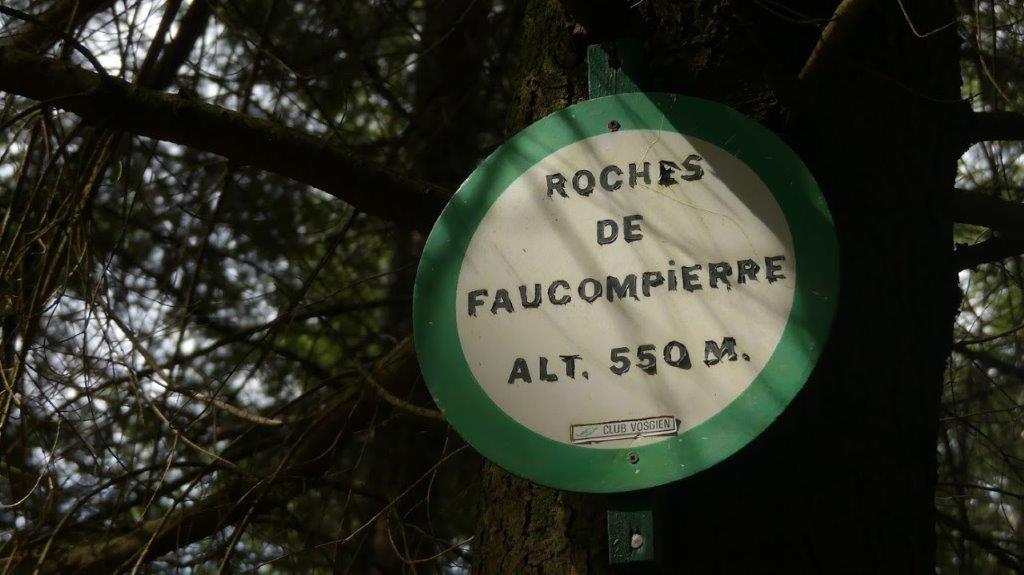 ROCHES
DE
FAUCOMPiERRE
ALT. 550 M.
CLUB VOSGIEN